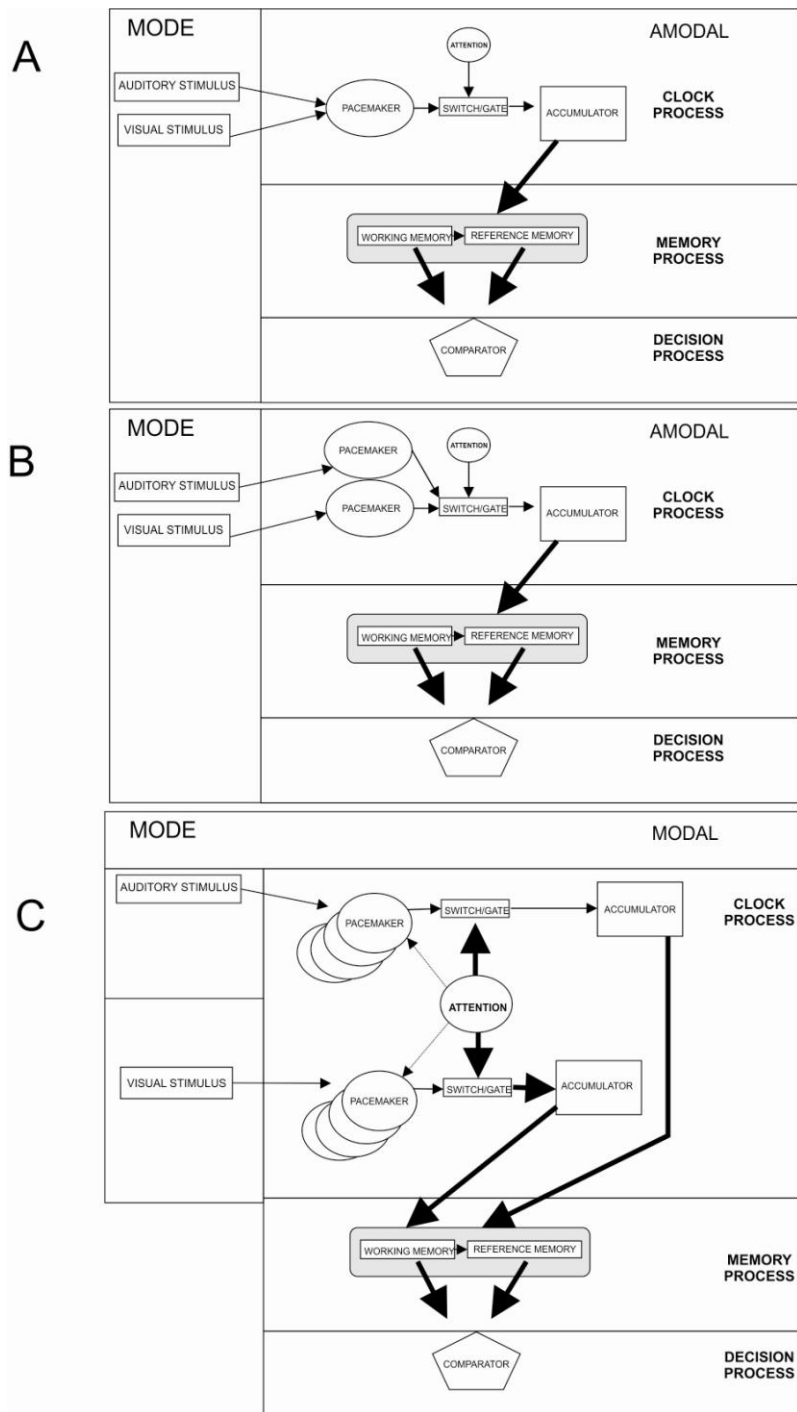 A
MODE
AMODAL
ATTENTION
AUDITORY STIMULUS
PACEMAKER
SWITCH/GATE
ACCUMULATOR
CLOCK
PROCESS
VISUAL STIMULUS
WORKING MEMORY
REFERENCE MEMORY
MEMORY
PROCESS
COMPARATOR
DECISION
PROCESS
B
MODE
AMODAL
PACEMAKER
ATTENTION
AUDITORY STIMULUS
PACEMAKER
SWITCH/GATE
ACCUMULATOR
CLOCK
PROCESS
VISUAL STIMULUS
WORKING MEMORY
REFERENCE MEMORY
MEMORY
PROCESS
COMPARATOR
DECISION
PROCESS
C
MODE
MODAL
AUDITORY STIMULUS
PACEMAKER
SWITCH/GATE
ACCUMULATOR
CLOCK
PROCESS
ATTENTION
VISUAL STIMULUS
PACEMAKER
SWITCH/GATE
ACCUMULATOR
WORKING MEMORY
REFERENCE MEMORY
MEMORY
PROCESS
COMPARATOR
DECISION
PROCESS